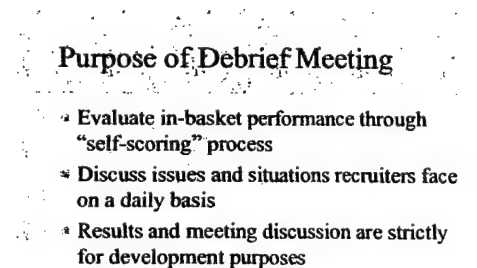 Purpose of Debrief Meeting
Evaluate in-basket performance through
"self-scoring" process
Discuss issues and situations recruiters face
on a daily basis
Results and meeting discussion are strictly
for development purposes